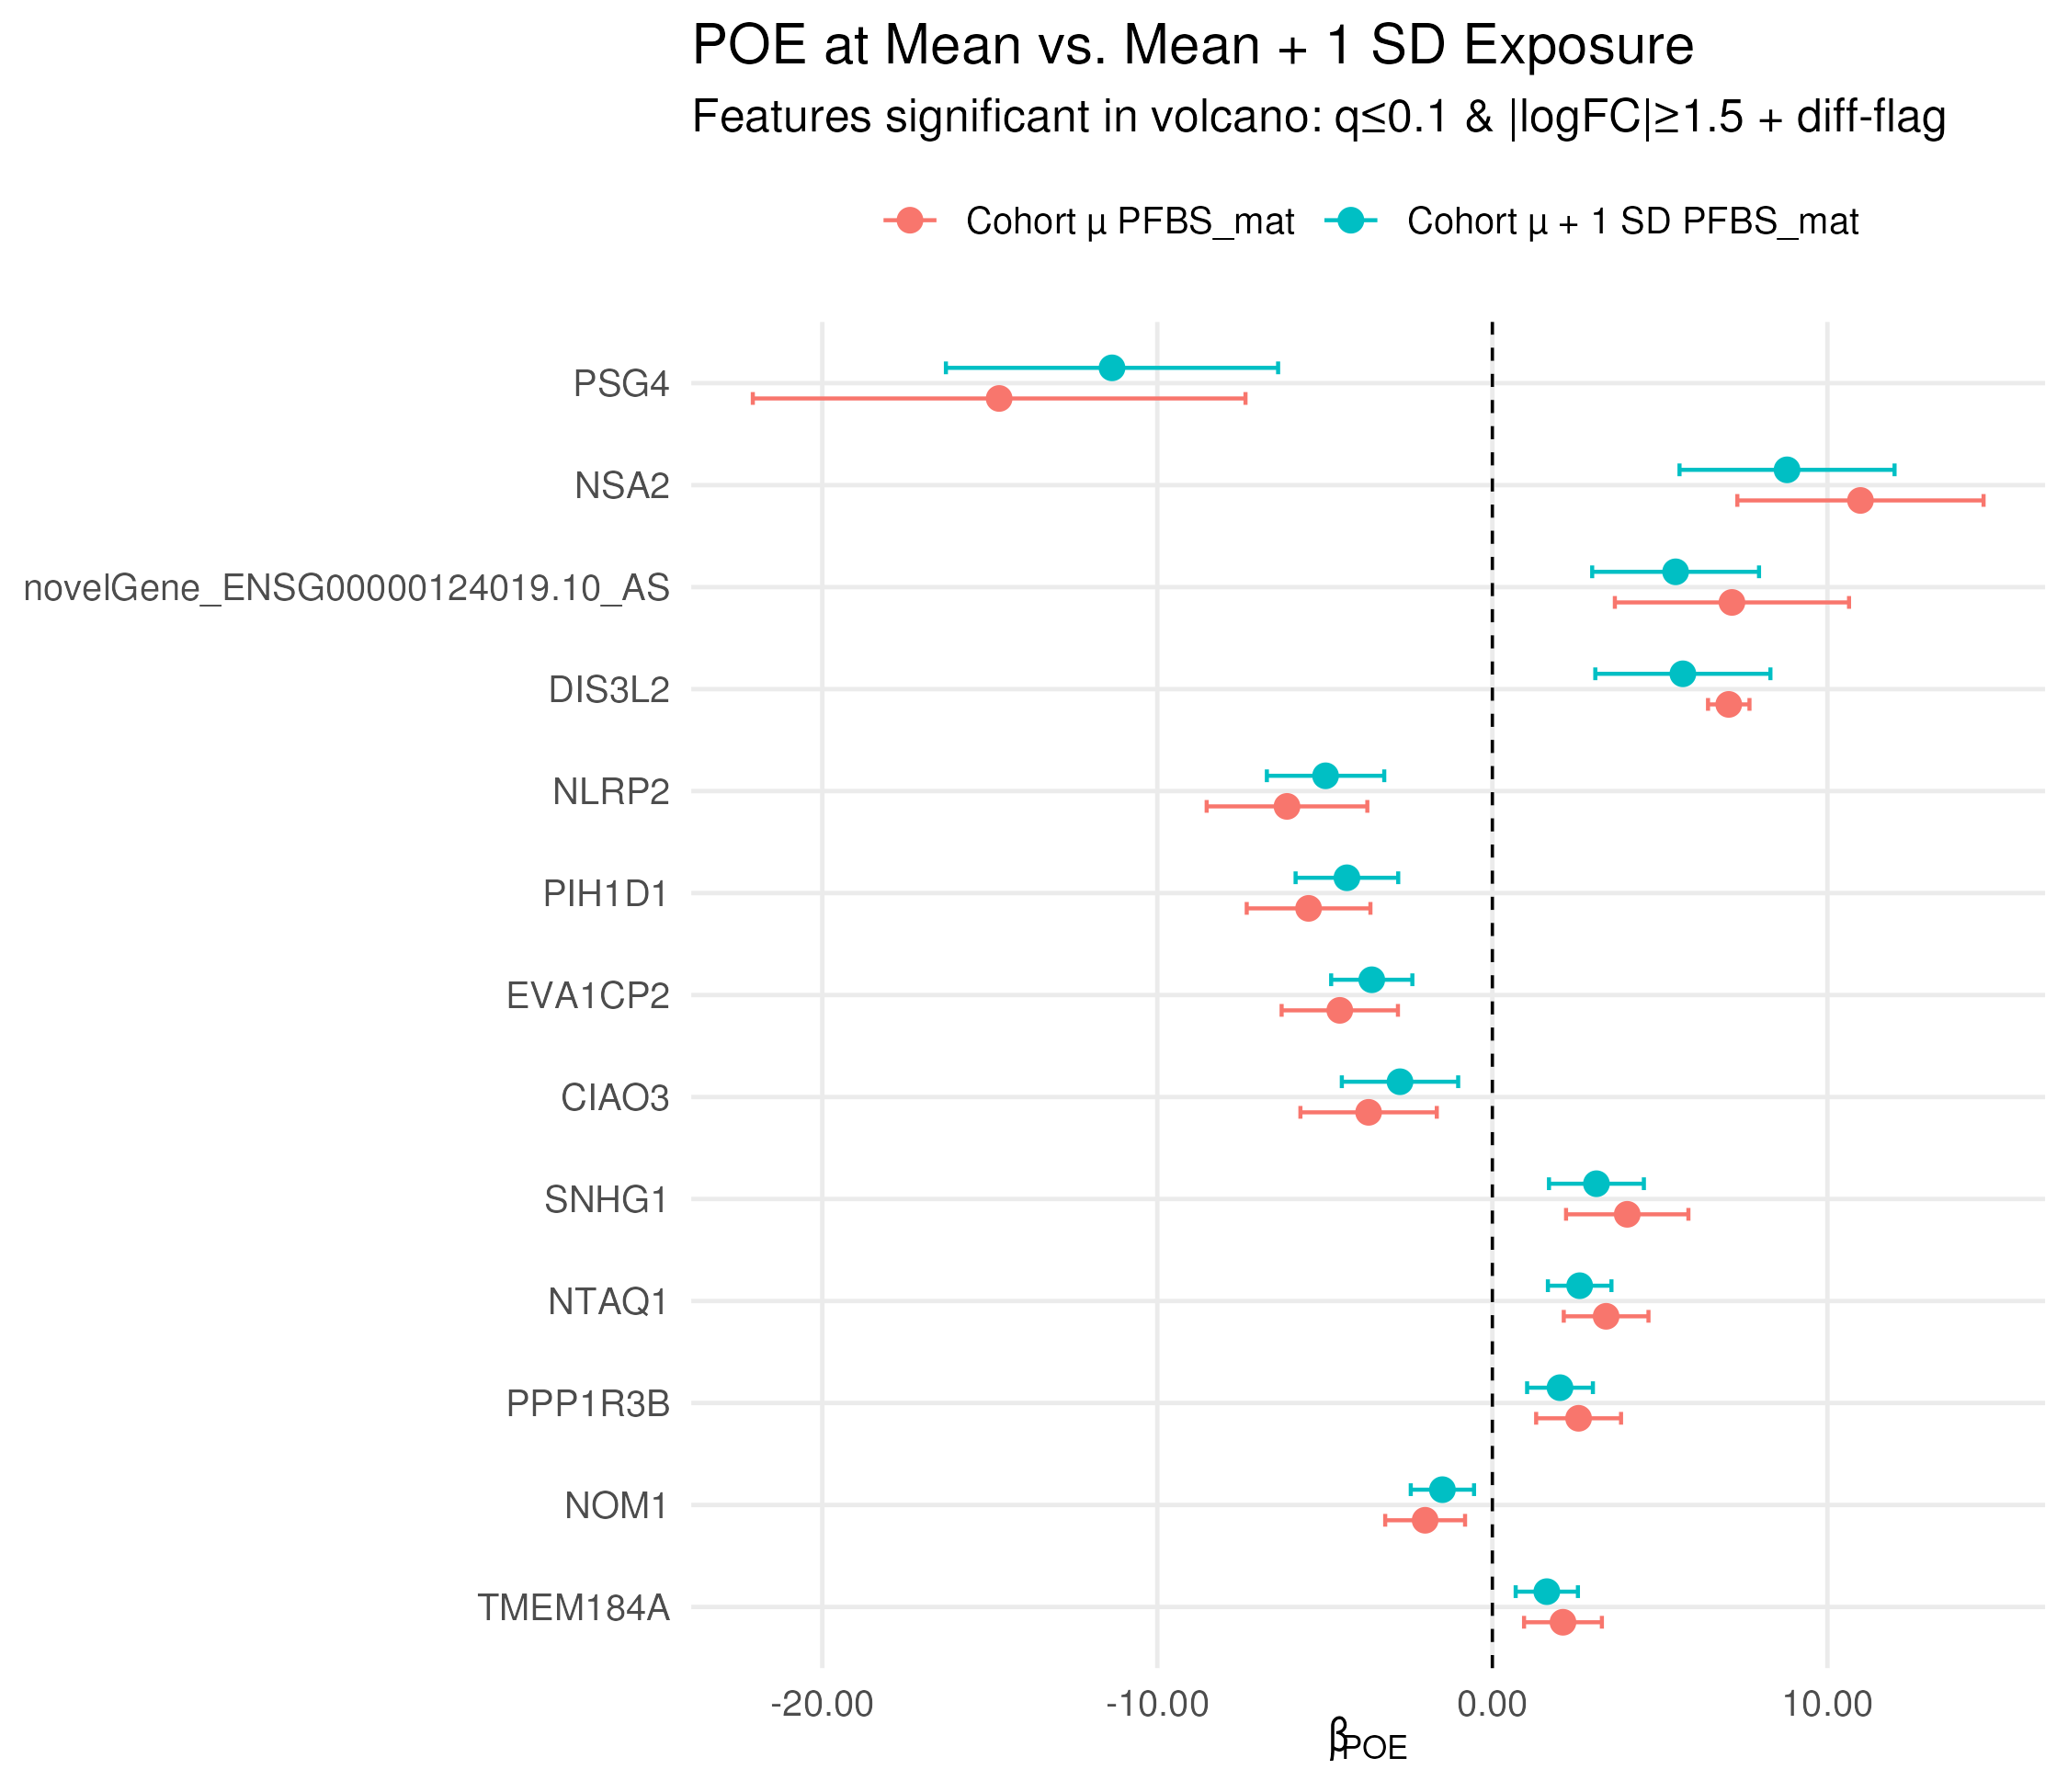 POE at Mean vs. Mean + 1 SD Exposure
Features significant in volcano: q≤0.1 & |logFC|≥1.5 + diff-flag
Cohort μ PFBS_mat Cohort μ + 1 SD PFBS_mat
PSG4
NSA2
novelGene_ENSG00000124019.10_AS
DIS3L2
NLRP2
PIH1D1
EVA1CP2
CIAO3
SNHG1
NTAQ1
PPP1R3B
NOM1
TMEM184A
-20.00 -10.00 0.00 10.00
βPOE